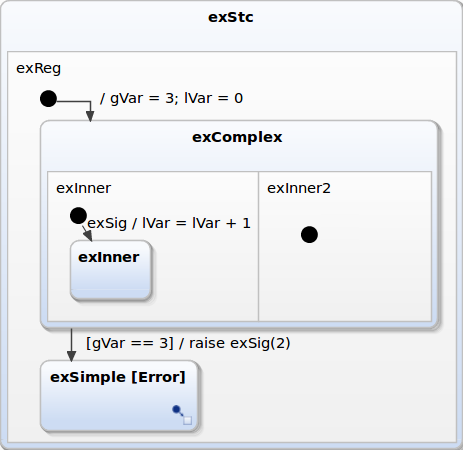 exStc
exReg
/ gVar = 3; lVar = 0
exComplex
exInner
exInner2
exSig / lVar = lVar + 1
exInner
[gVar == 3] / raise exSig(2)
exSimple [Error]